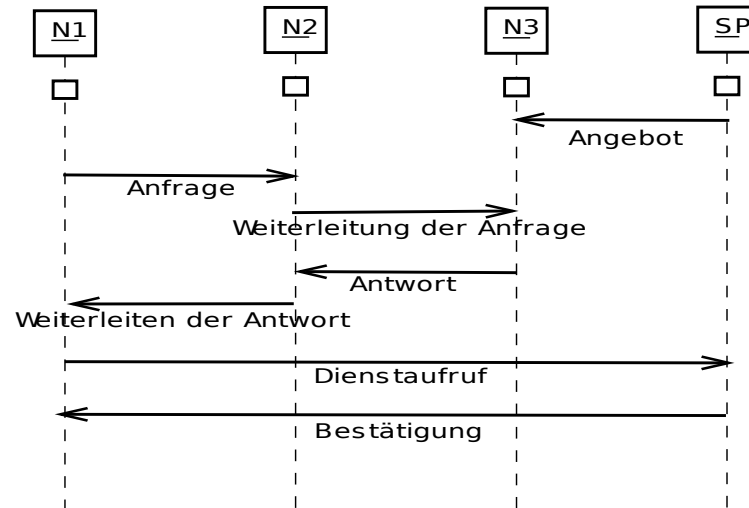 N1 N2 N3 SP
Angebot
Anfrage
Weiterleitung der Anfrage
Antwort
Weiterleiten der Antwort
Dienstaufruf
Bestätigung